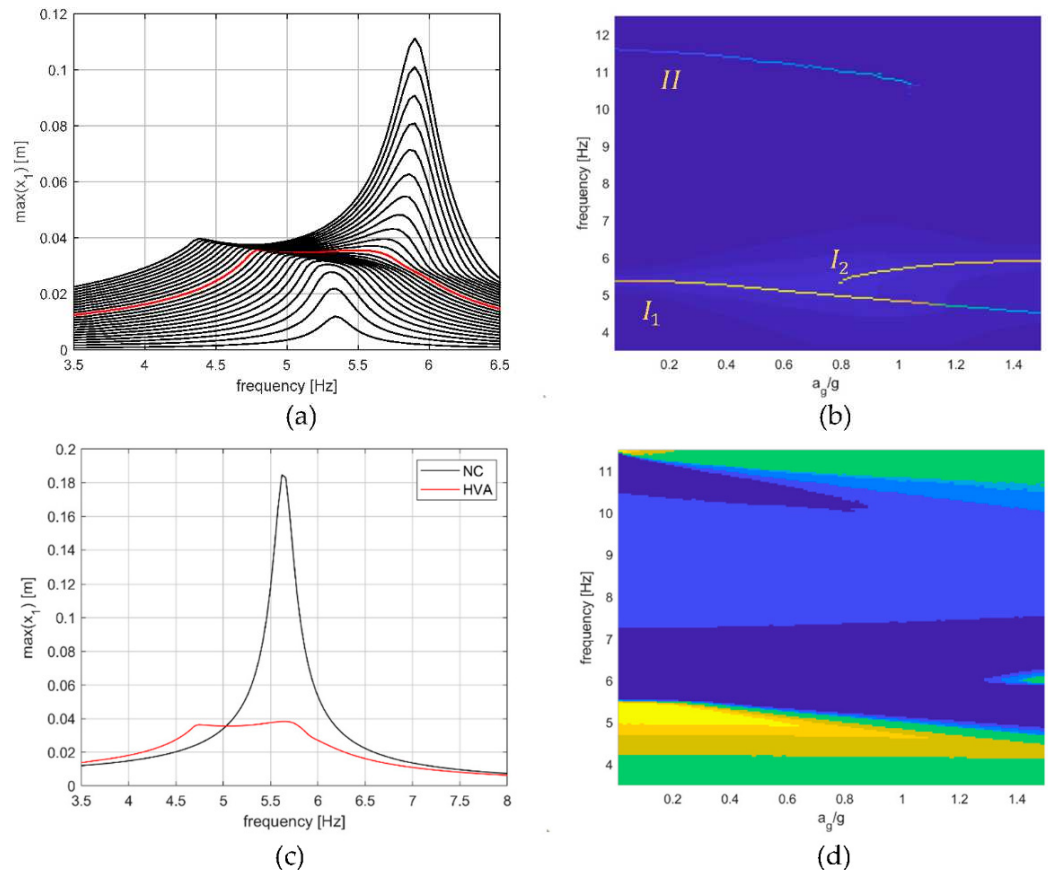 0.12
0.1
0.08
0.06
0.04
0.02
0
max(x₁) [m]
3.5 4 4.5 5 5.5 6 6.5
frequency [Hz]
(a)
12
11
10
9
8
7
6
5
4
frequency [Hz]
II
I₂
I₁
0.2 0.4 0.6 0.8 1 1.2 1.4
a_g/g
(b)
0.2
0.18
0.16
0.14
0.12
0.1
0.08
0.06
0.04
0.02
0
max(x₁) [m]
NC
HVA
3.5 4 4.5 5 5.5 6 6.5 7 7.5 8
frequency [Hz]
(c)
11
10
9
8
7
6
5
4
frequency [Hz]
0.2 0.4 0.6 0.8 1 1.2 1.4
a_g/g
(d)